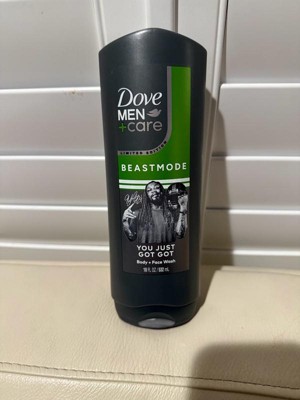 Dove
MEN
+care
BEASTMODE
YOU JUST
GOT GOT
Body + Face Wash